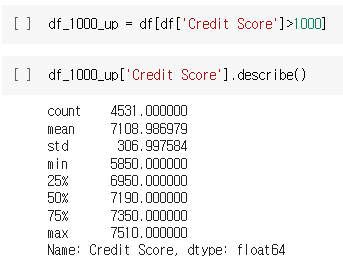 [ ] df_1000_up = df[df['Credit Score']>1000]
[ ] df_1000_up['Credit Score'].describe()
count 4531.000000
mean 7108.986979
std 306.997584
min 5850.000000
25% 6950.000000
50% 7190.000000
75% 7350.000000
max 7510.000000
Name: Credit Score, dtype: float64